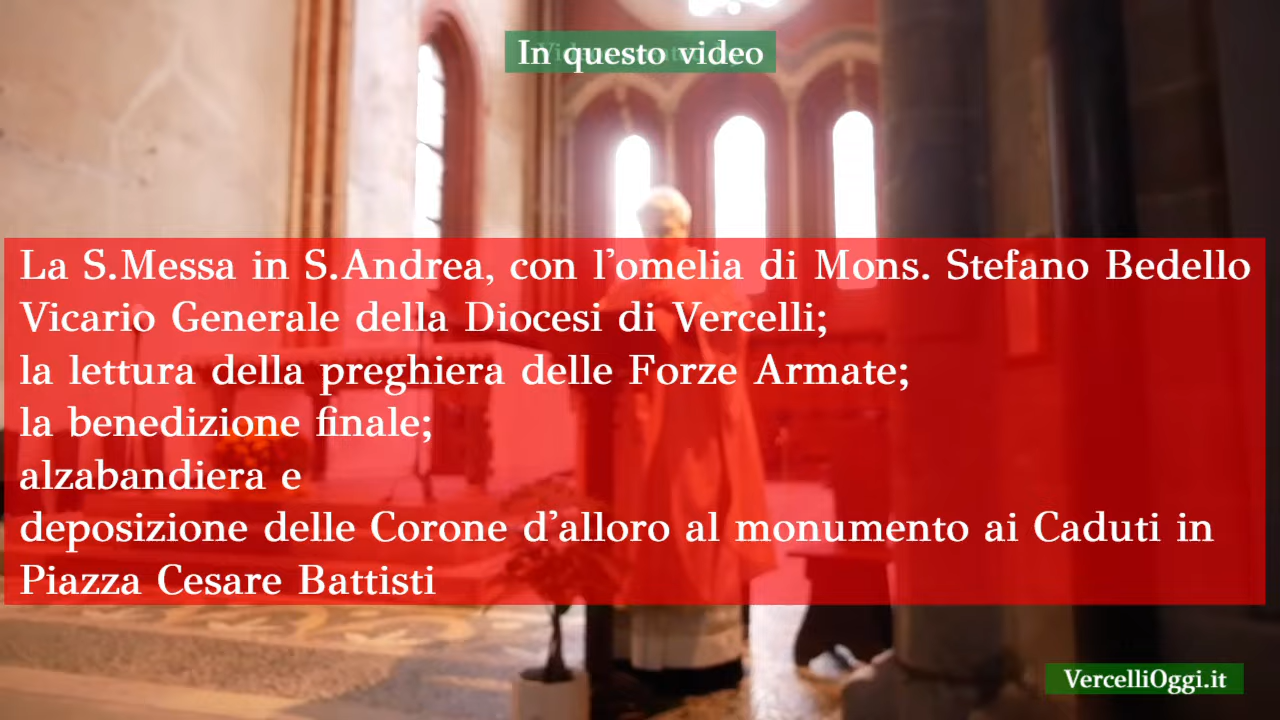 In questo video
La S.Messa in S.Andrea, con l'omelia di Mons. Stefano Bedello
Vicario Generale della Diocesi di Vercelli;
la lettura della preghiera delle Forze Armate;
la benedizione finale;
alzabandiera e
deposizione delle Corone d'alloro al monumento ai Caduti in
Piazza Cesare Battisti
VercelliOggi.it